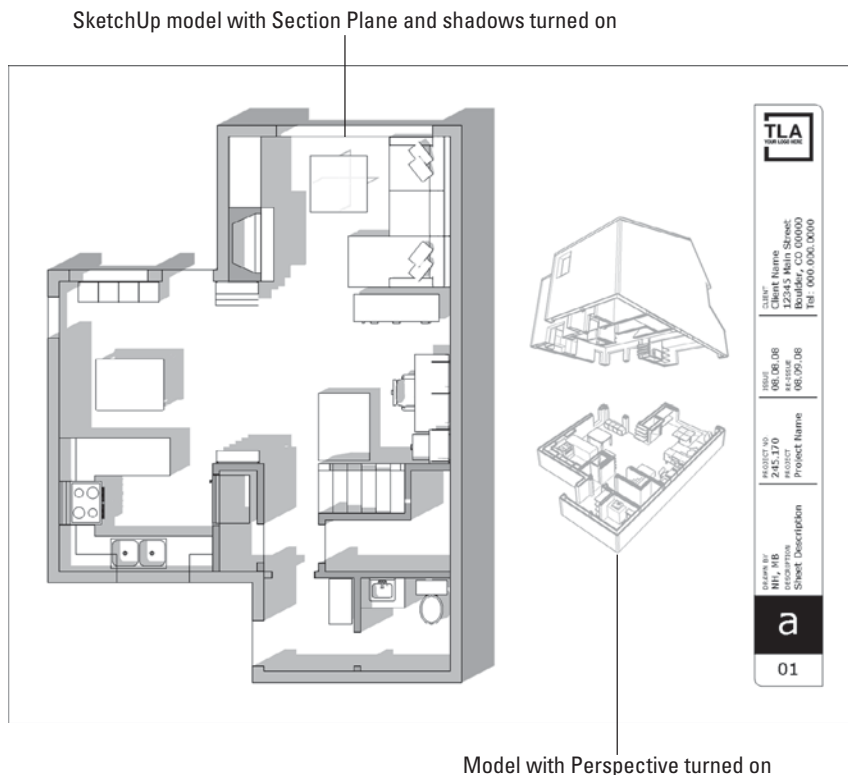 SketchUp model with Section Plane and shadows turned on
TLA
YOUR LOGO HERE
CLIENT
Client Name
12345 Main Street
Boulder, CO 00000
Tel: 000.000.0000
ISSUE
08.08.08
RE-ISSUE
08.09.08
PROJECT NO
245.170
PROJECT
Project Name
DRAWN BY
NH, MB
DESCRIPTION
Sheet Description
a
01
Model with Perspective turned on